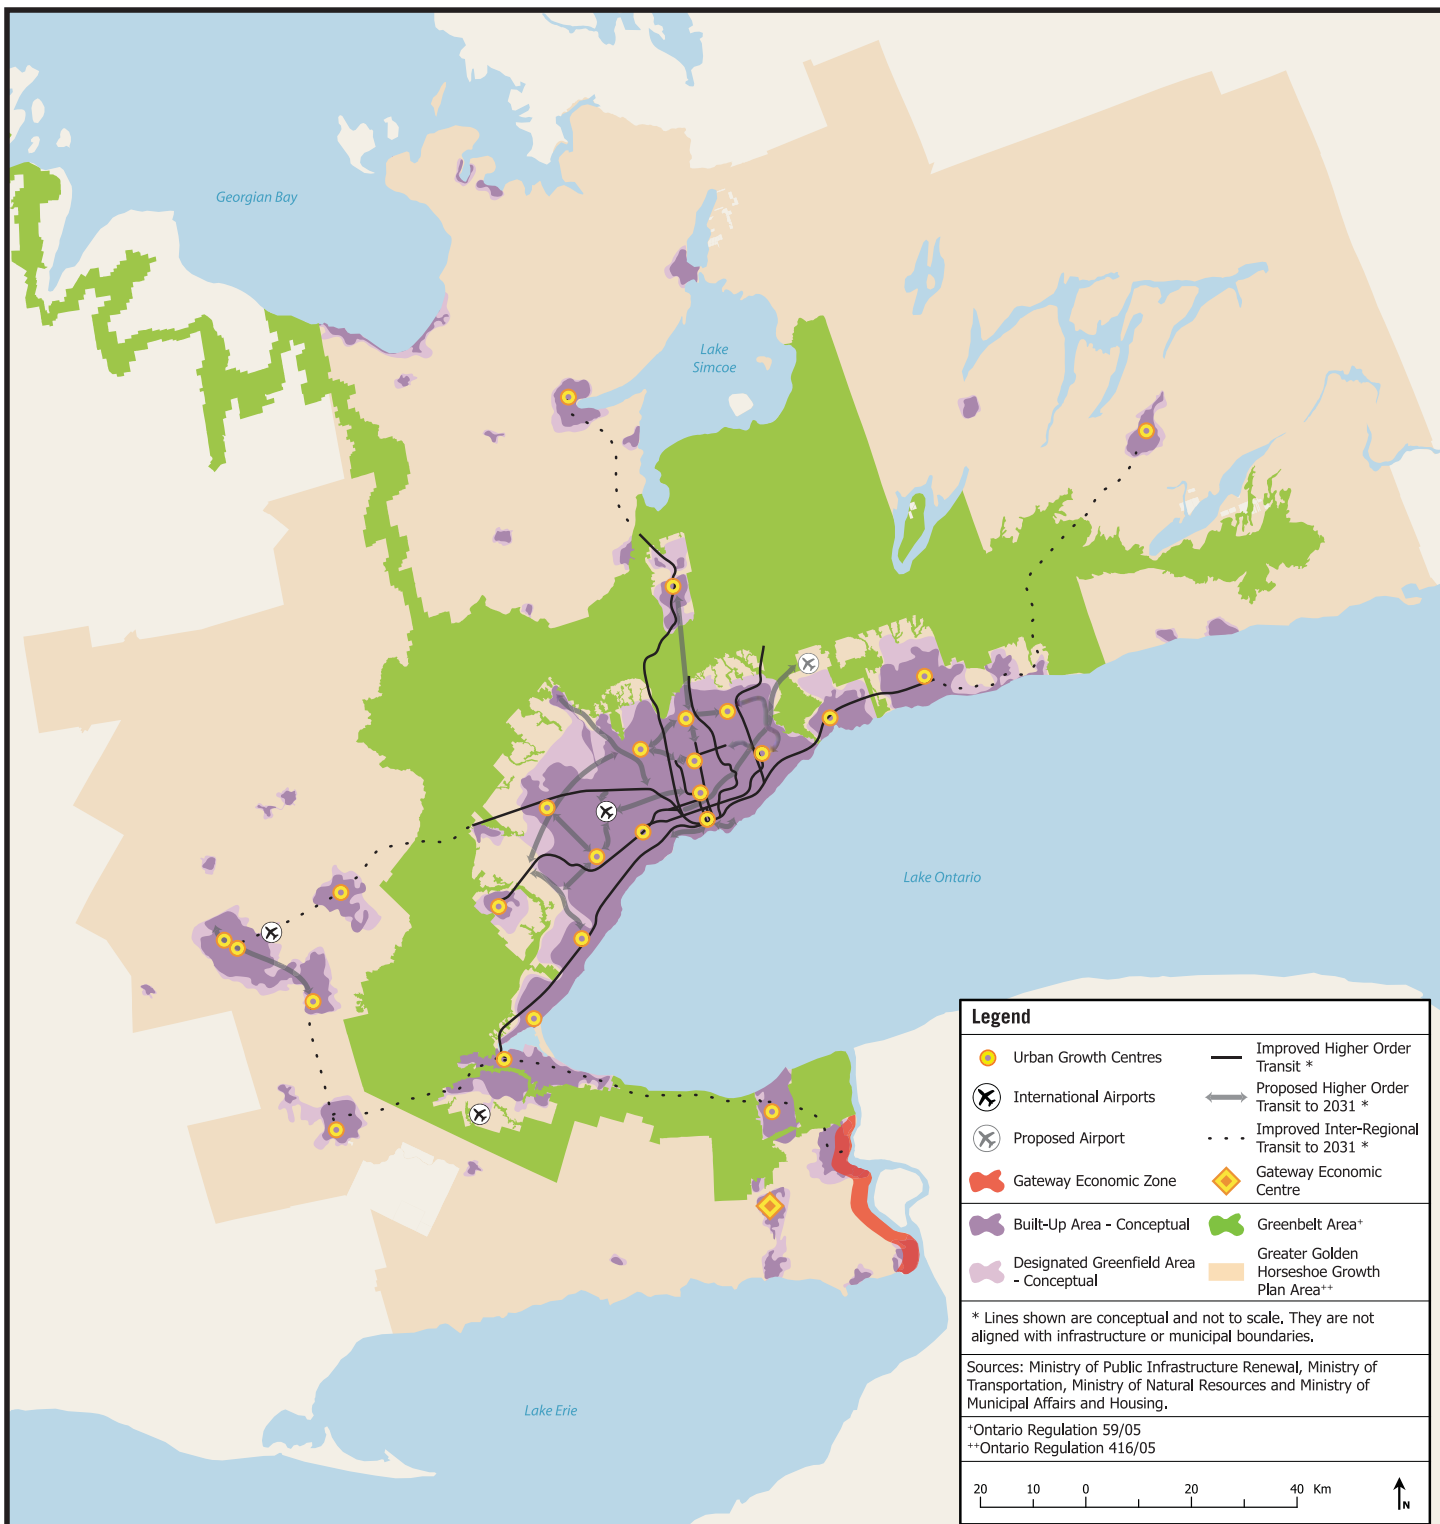 Georgian Bay
Lake
Simcoe
Lake Ontario
Lake Erie
Legend
Urban Growth Centres
Improved Higher Order
Transit *
International Airports
Proposed Higher Order
Transit to 2031 *
Proposed Airport
Improved Inter-Regional
Transit to 2031 *
Gateway Economic Zone
Gateway Economic
Centre
Built-Up Area - Conceptual
Greenbelt Area+
Designated Greenfield Area
- Conceptual
Greater Golden
Horseshoe Growth
Plan Area++
* Lines shown are conceptual and not to scale. They are not
aligned with infrastructure or municipal boundaries.
Sources: Ministry of Public Infrastructure Renewal, Ministry of
Transportation, Ministry of Natural Resources and Ministry of
Municipal Affairs and Housing.
+Ontario Regulation 59/05
++Ontario Regulation 416/05
20 10 0 20 40 Km
N